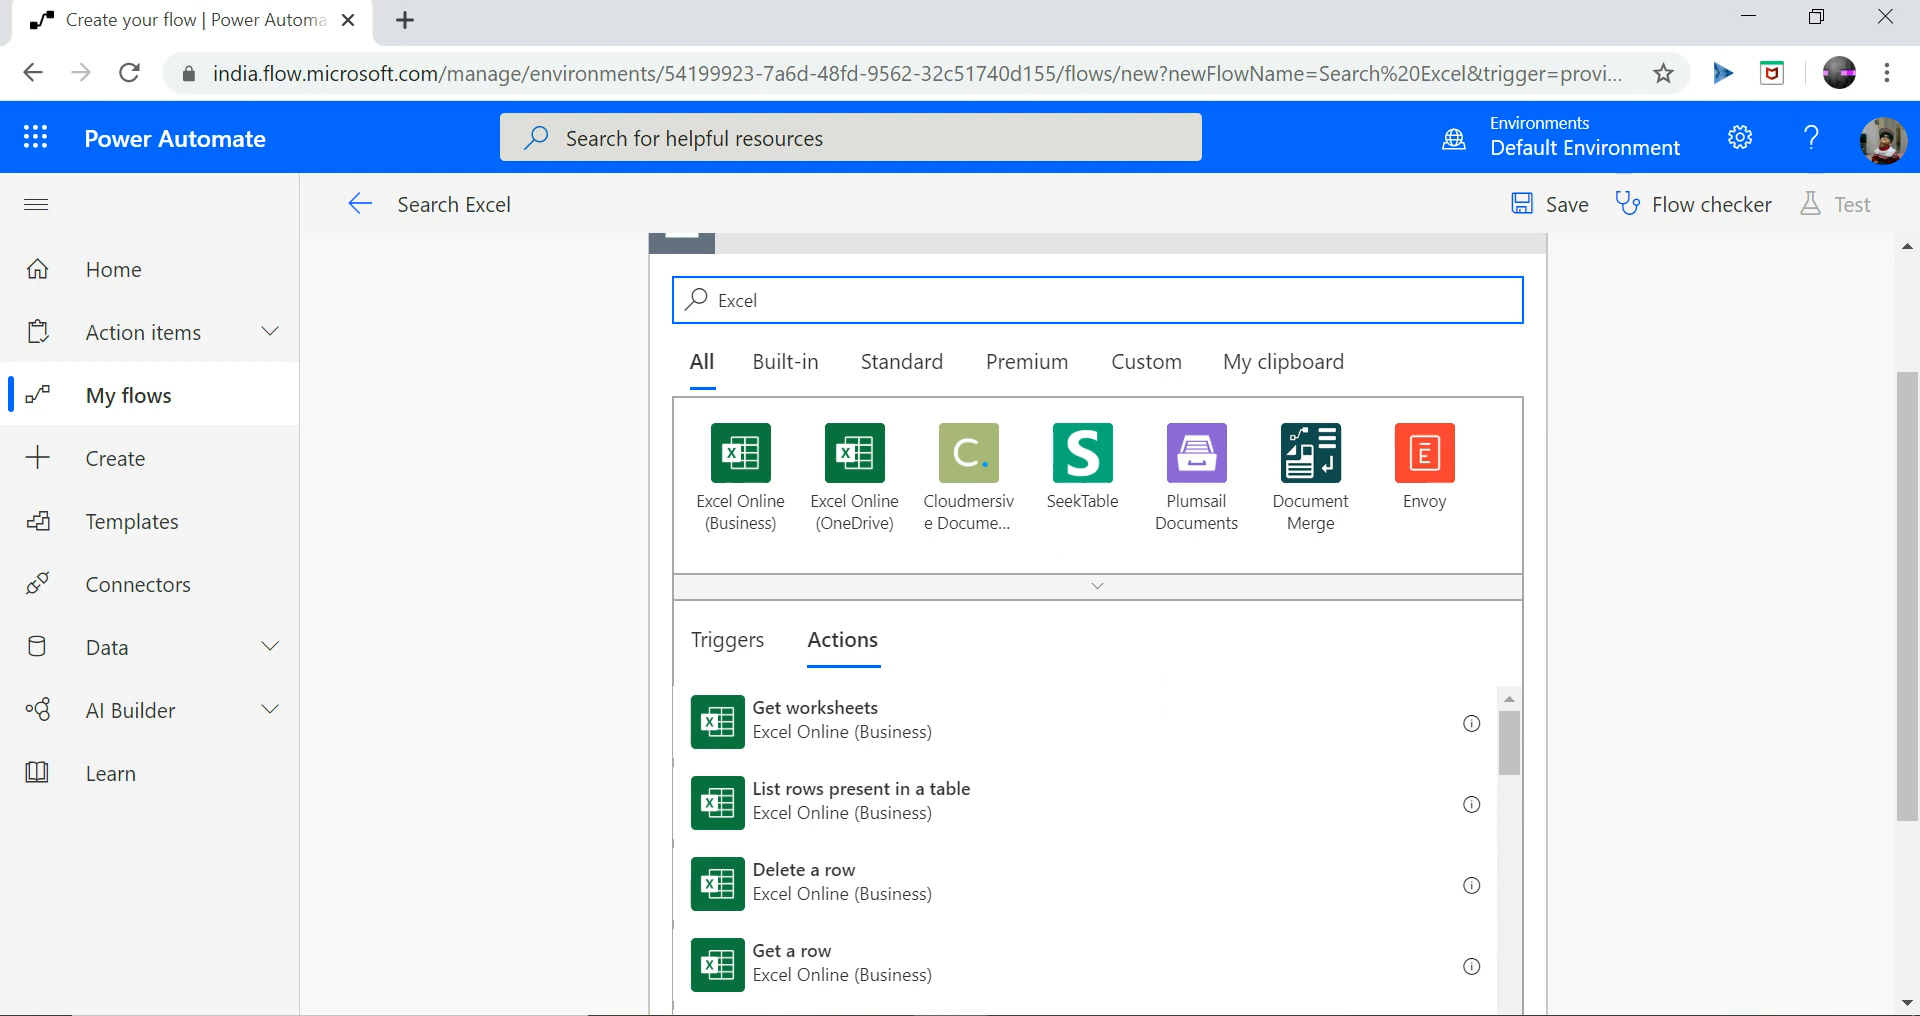 Create your flow | Power Automa
india.flow.microsoft.com/manage/environments/54199923-7a6d-48fd-9562-32c51740d155/flows/new?newFlowName=Search%20Excel&trigger=provi...
Power Automate
Search for helpful resources
Environments
Default Environment
Search Excel
Save
Flow checker
Test
Home
Action items
My flows
Create
Templates
Connectors
Data
AI Builder
Learn
Excel
All Built-in Standard Premium Custom My clipboard
Excel Online
(Business)
Excel Online
(OneDrive)
Cloudmersiv
e Docume...
SeekTable
Plumsail
Documents
Document
Merge
Envoy
Triggers Actions
Get worksheets
Excel Online (Business)
List rows present in a table
Excel Online (Business)
Delete a row
Excel Online (Business)
Get a row
Excel Online (Business)